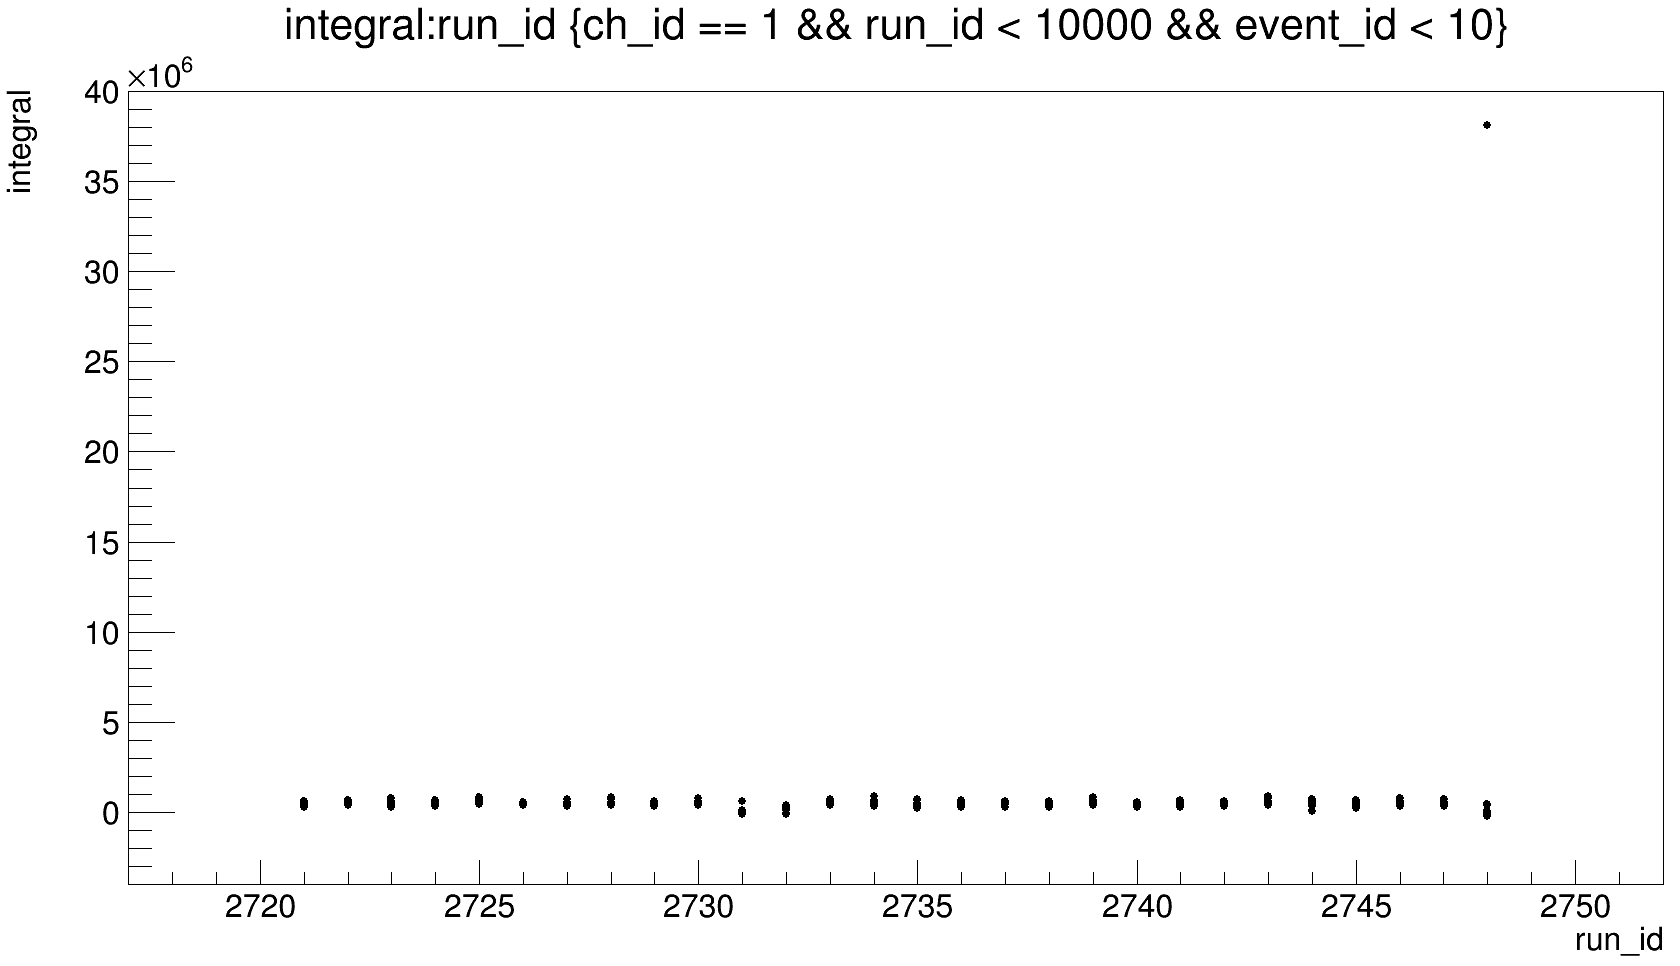 integral:run_id {ch_id == 1 && run_id < 10000 && event_id < 10}
×10^6
integral
40
35
30
25
20
15
10
5
0
2720 2725 2730 2735 2740 2745 2750
run_id